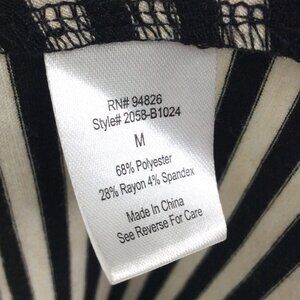 RN# 94826
Style# 2058-B1024
M
68% Polyester
28% Rayon 4% Spandex
Made In China
See Reverse For Care